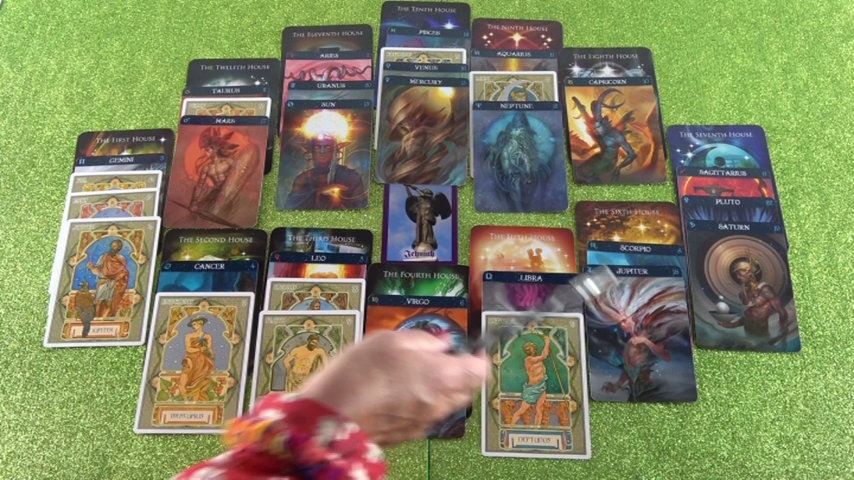 THE TENTH HOUSE
PISCES
VENUS
MERCURY
THE ELEVENTH HOUSE
ARIES
URANUS
SUN
THE NINTH HOUSE
AQUARIUS
NEPTUNE
THE TWELFTH HOUSE
TAURUS
MARS
THE EIGHTH HOUSE
CAPRICORN
THE FIRST HOUSE
GEMINI
JUPITER
THE SEVENTH HOUSE
SAGITTARIUS
PLUTO
SATURN
THE SECOND HOUSE
CANCER
MERCURIUS
THE THIRD HOUSE
LEO
THE FOURTH HOUSE
VIRGO
THE FIFTH HOUSE
LIBRA
NEPTUNUS
THE SIXTH HOUSE
SCORPIO
JUPITER